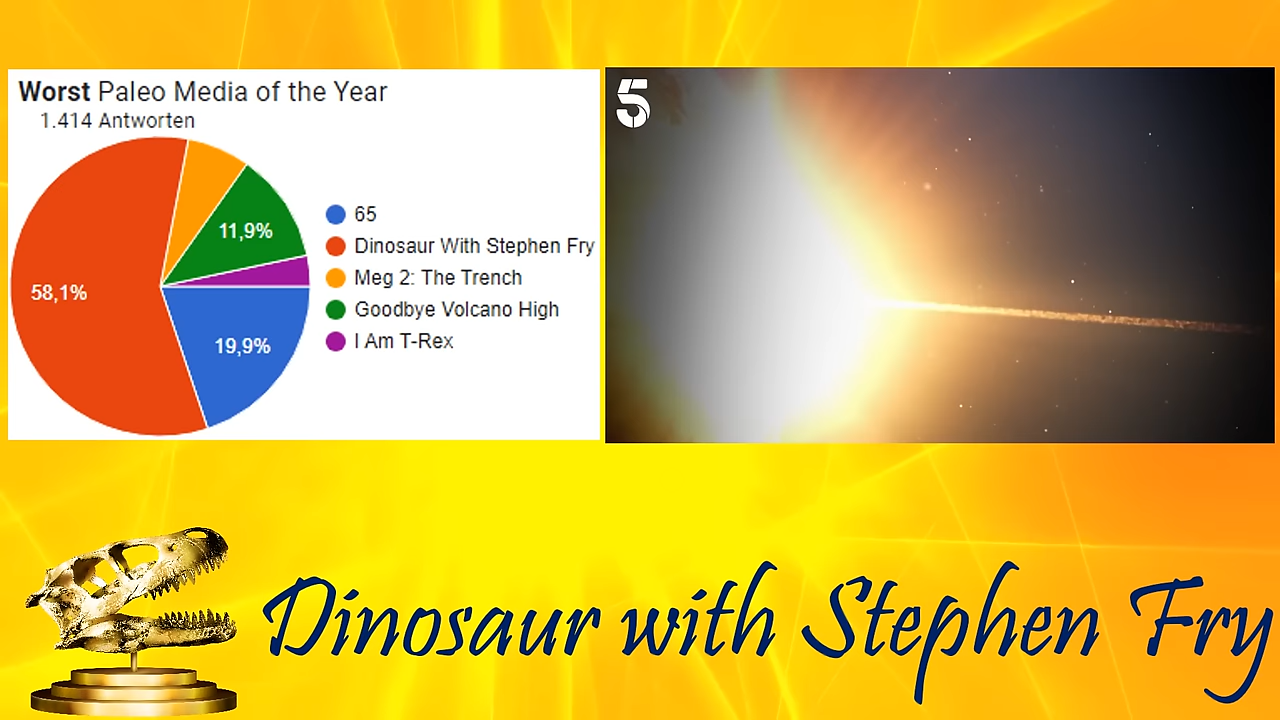 Worst Paleo Media of the Year
1.414 Antworten
11,9%
58,1%
19,9%
65
Dinosaur With Stephen Fry
Meg 2: The Trench
Goodbye Volcano High
I Am T-Rex
5
Dinosaur with Stephen Fry